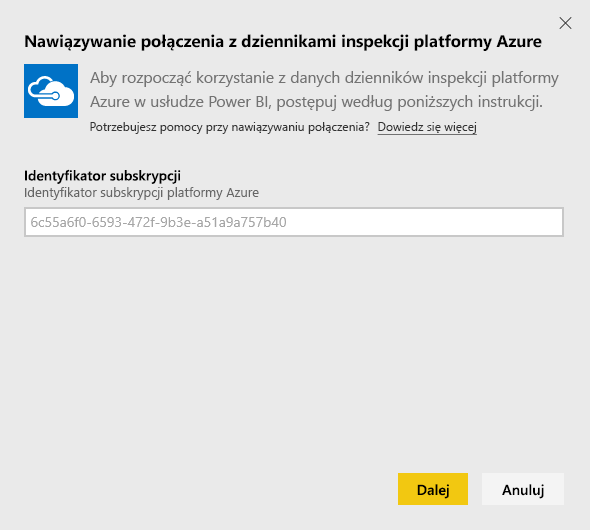 Nawiązywanie połączenia z dziennikami inspekcji platformy Azure
Aby rozpocząć korzystanie z danych dzienników inspekcji platformy
Azure w usłudze Power BI, postępuj według poniższych instrukcji.
Potrzebujesz pomocy przy nawiązywaniu połączenia? Dowiedz się więcej
Identyfikator subskrypcji
Identyfikator subskrypcji platformy Azure
6c55a6f0-6593-472f-9b3e-a51a9a757b40
Dalej Anuluj